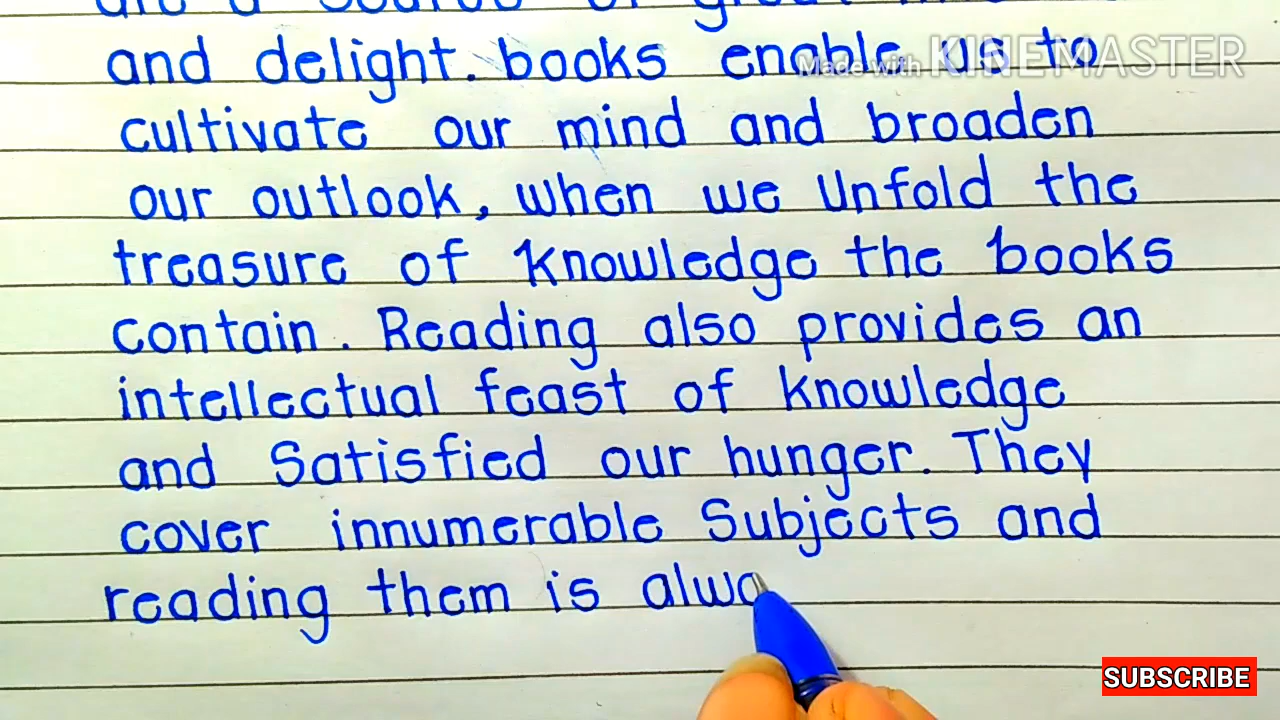 and delight. books enable us to
Made with KINEMASTER
cultivate our mind and broaden
our outlook, when we Unfold the
treasure of Knowledge the books
contain. Reading also provides an
intellectual feast of Knowledge
and Satisfied our hunger. They
cover innumerable Subjects and
reading them is alwa
SUBSCRIBE